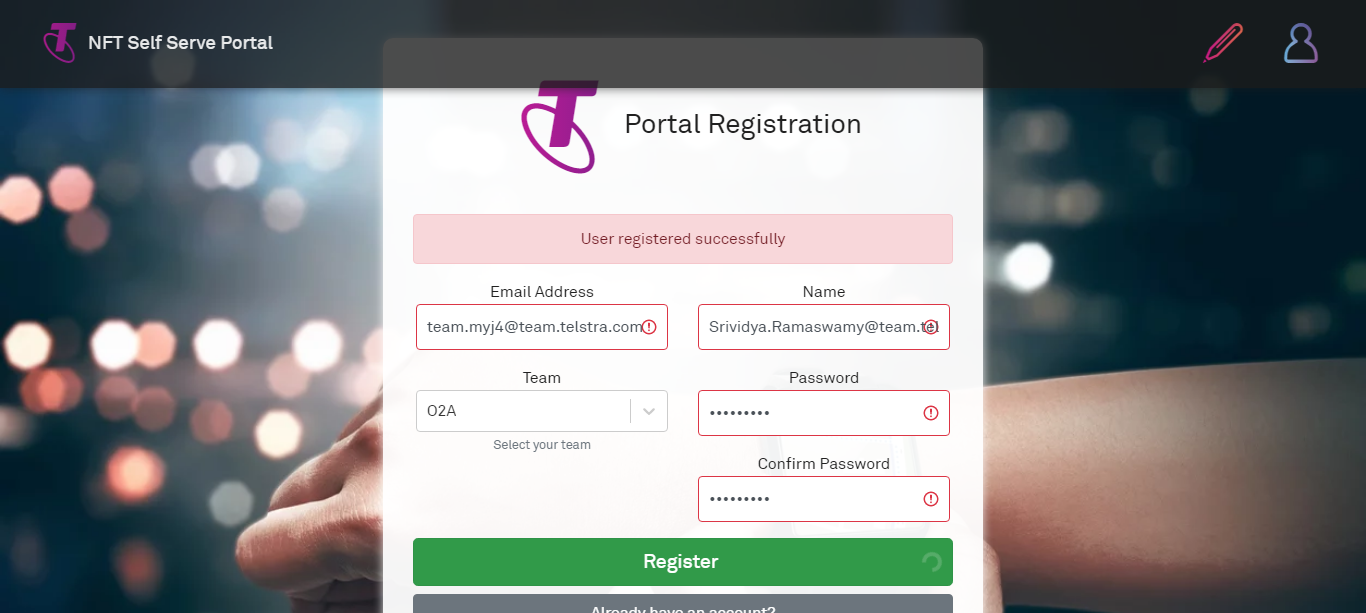 NFT Self Serve Portal
Portal Registration
User registered successfully
Email Address
Name
team.myj4@team.telstra.com
Srividya.Ramaswamy@team.tel
Team
Password
O2A
•••••••••
Select your team
Confirm Password
•••••••••
Register
Already have an account?